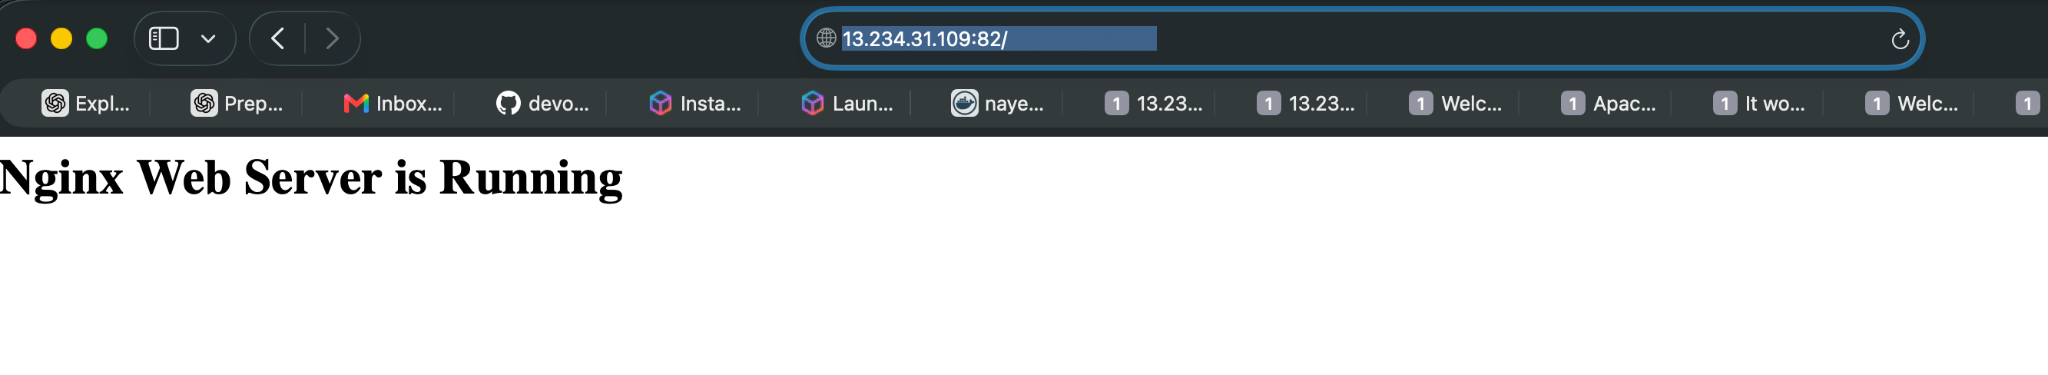 13.234.31.109:82/
Expl... Prep... Inbox... devo... Insta... Laun... naye... 1 13.23... 1 13.23... 1 Welc... 1 Apac... 1 It wo... 1 Welc... 1
Nginx Web Server is Running